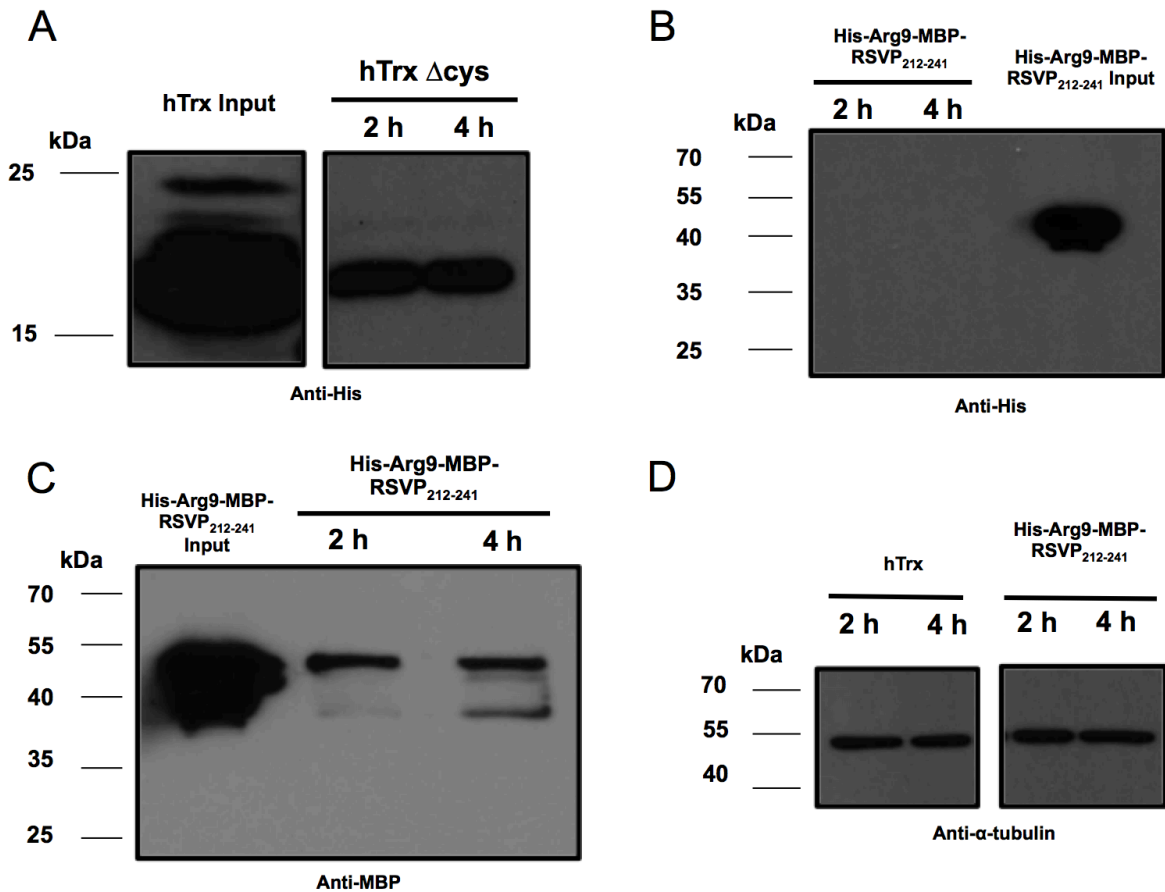 A
hTrx Input
hTrx Δcys
2 h 4 h
kDa
25
15
Anti-His
B
His-Arg9-MBP-
RSVP212-241
His-Arg9-MBP-
RSVP212-241 Input
2 h 4 h
kDa
70
55
40
35
25
Anti-His
C
His-Arg9-MBP-
RSVP212-241
Input
His-Arg9-MBP-
RSVP212-241
2 h 4 h
kDa
70
55
40
35
25
Anti-MBP
D
hTrx
His-Arg9-MBP-
RSVP212-241
2 h 4 h 2 h 4 h
kDa
70
55
40
Anti-α-tubulin